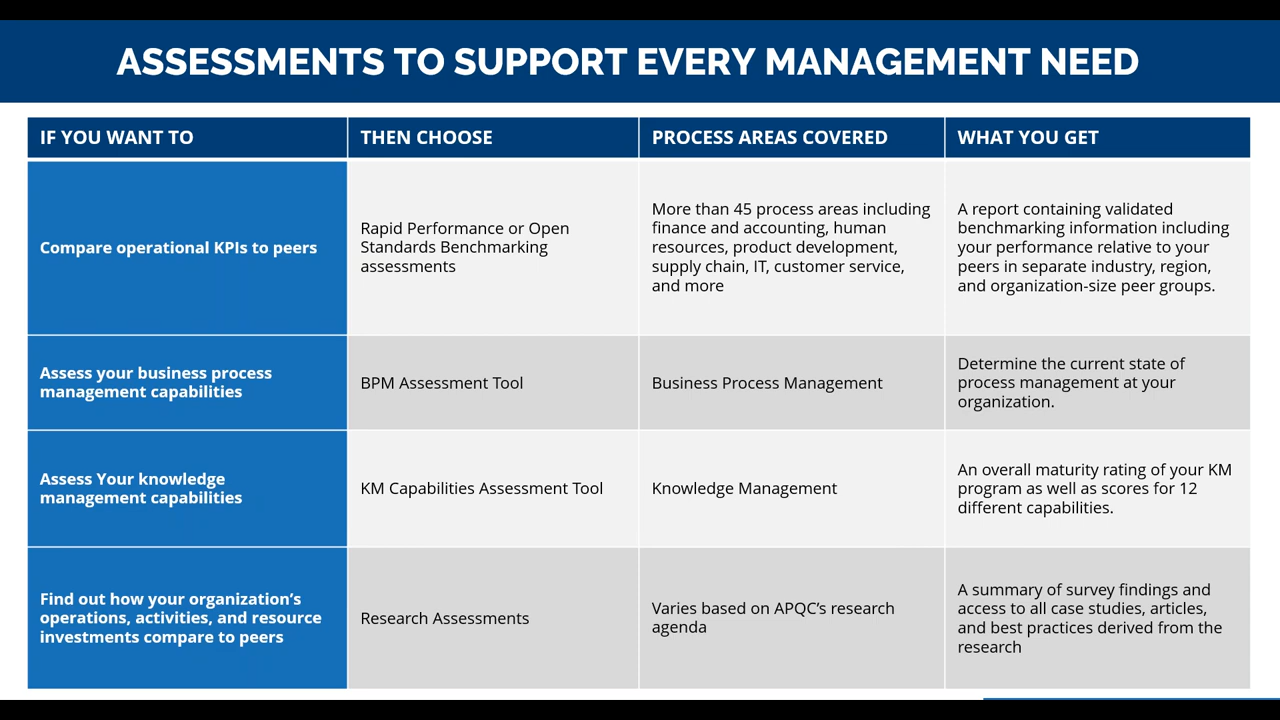 ASSESSMENTS TO SUPPORT EVERY MANAGEMENT NEED
IF YOU WANT TO
THEN CHOOSE
PROCESS AREAS COVERED
WHAT YOU GET
Compare operational KPIs to peers
Rapid Performance or Open
Standards Benchmarking
assessments
More than 45 process areas including
finance and accounting, human
resources, product development,
supply chain, IT, customer service,
and more
A report containing validated
benchmarking information including
your performance relative to your
peers in separate industry, region,
and organization-size peer groups.
Assess your business process
management capabilities
BPM Assessment Tool
Business Process Management
Determine the current state of
process management at your
organization.
Assess Your knowledge
management capabilities
KM Capabilities Assessment Tool
Knowledge Management
An overall maturity rating of your KM
program as well as scores for 12
different capabilities.
Find out how your organization’s
operations, activities, and resource
investments compare to peers
Research Assessments
Varies based on APQC’s research
agenda
A summary of survey findings and
access to all case studies, articles,
and best practices derived from the
research